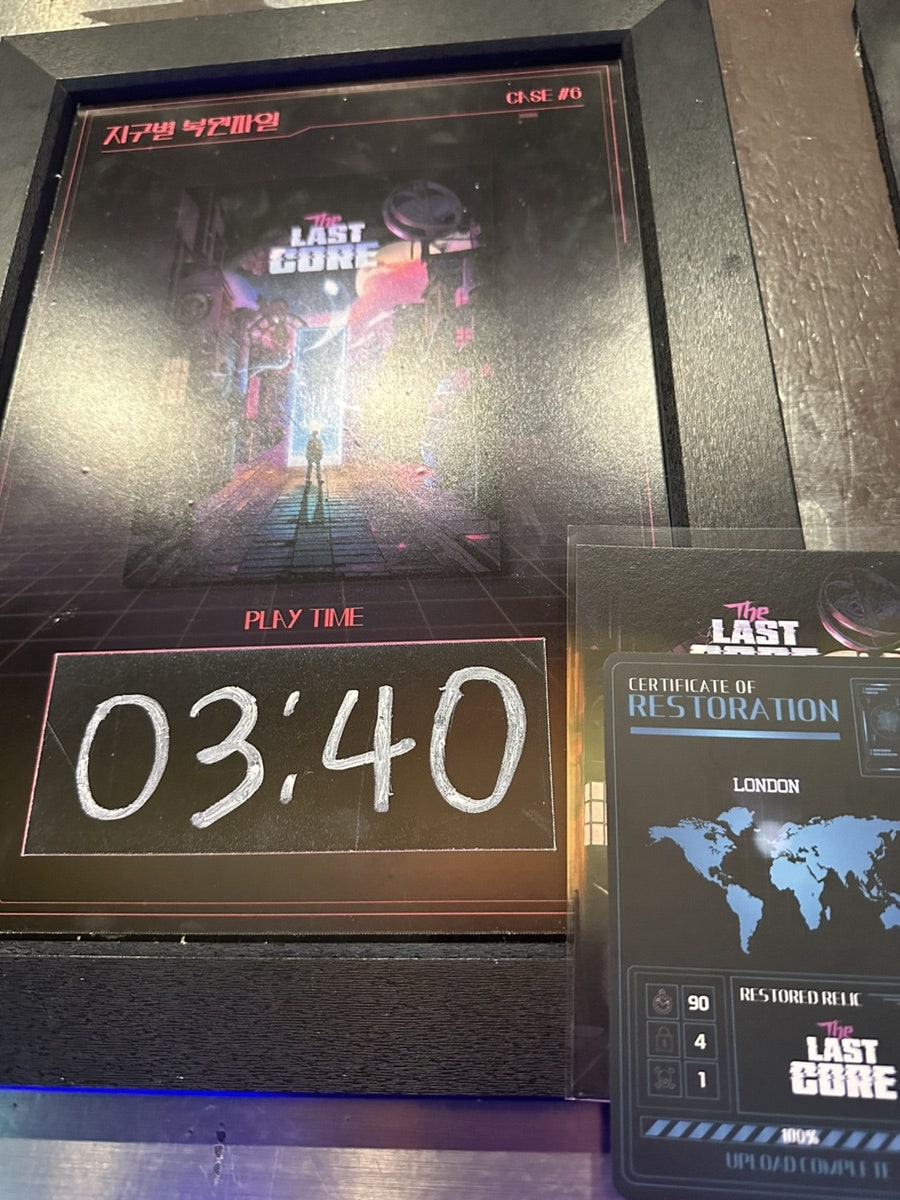 지구별 복원파일
CASE #6
The
LAST
CORE
PLAY TIME
03:40
The
LAST
CORE
CERTIFICATE OF
RESTORATION
LONDON
90
4
1
RESTORED RELIC
The
LAST
CORE
100%
UPLOAD COMPLETE